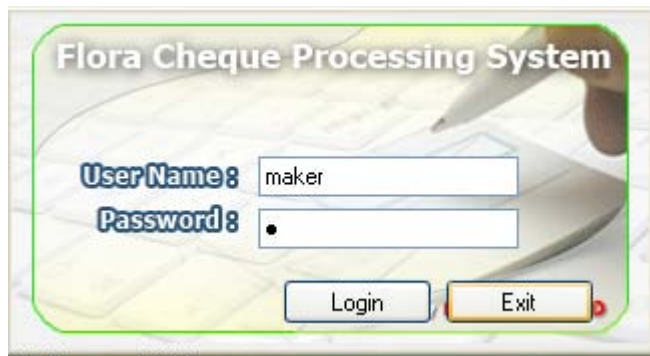 Flora Cheque Processing System
User Name :
maker
Password :
●
Login
Exit